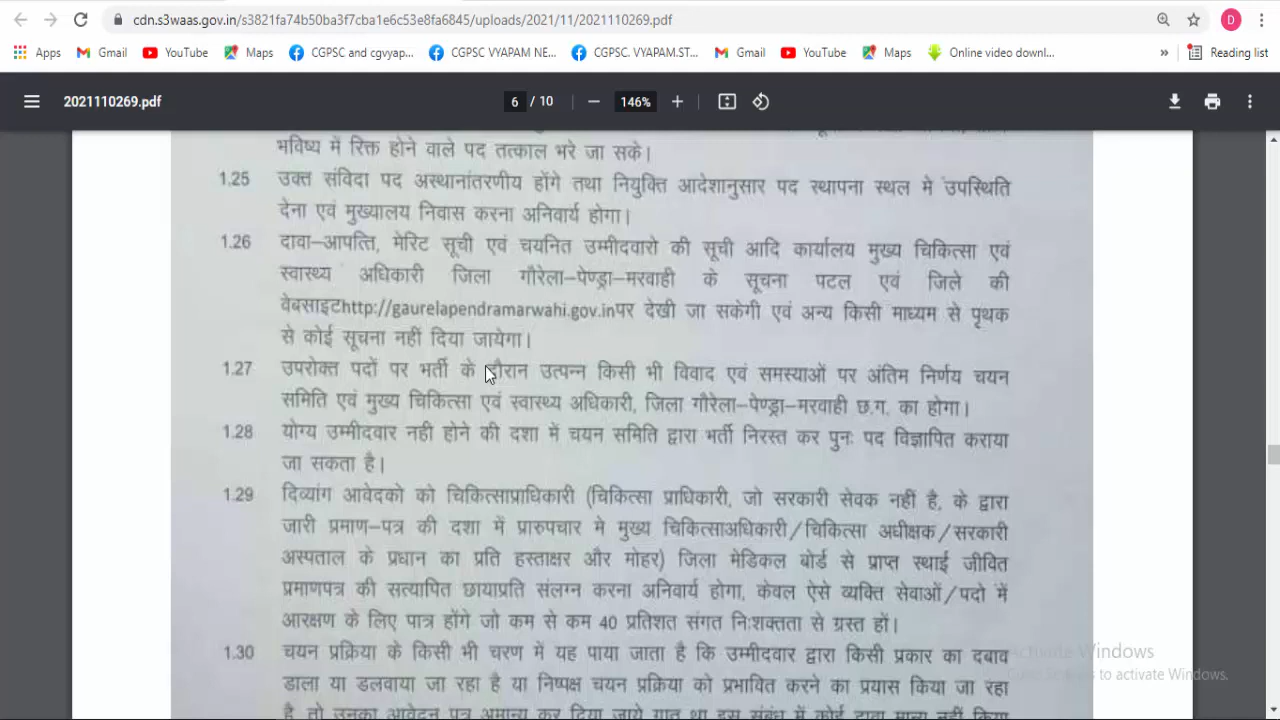 cdn.s3waas.gov.in/s3821fa74b50ba3f7cba1e6c53e8fa6845/uploads/2021/11/2021110269.pdf
D
Apps Gmail YouTube Maps CGPSC and cgvyap... CGPSC VYAPAM NE... CGPSC. VYAPAM.ST... Gmail YouTube Maps Online video downl... » Reading list
2021110269.pdf 6 / 10 146%
भविष्य में रिक्त होने वाले पद तत्काल भरे जा सके।
1.25 उक्त संविदा पद अस्थानांतरणीय होंगे तथा नियुक्ति आदेशानुसार पद स्थापना स्थल मे उपस्थिति
देना एवं मुख्यालय निवास करना अनिवार्य होगा।
1.26 दावा–आपत्ति, मेरिट सूची एवं चयनित उम्मीदवारो की सूची आदि कार्यालय मुख्य चिकित्सा एवं
स्वास्थ्य अधिकारी जिला गौरेला–पेण्ड्रा–मरवाही के सूचना पटल एवं जिले की
वेबसाइटhttp://gaurelapendramarwahi.gov.inपर देखी जा सकेगी एवं अन्य किसी माध्यम से पृथक
से कोई सूचना नहीं दिया जायेगा।
1.27 उपरोक्त पदों पर भर्ती के दौरान उत्पन्न किसी भी विवाद एवं समस्याओं पर अंतिम निर्णय चयन
समिति एवं मुख्य चिकित्सा एवं स्वास्थ्य अधिकारी, जिला गौरेला–पेण्ड्रा–मरवाही छ.ग. का होगा।
1.28 योग्य उम्मीदवार नही होने की दशा में चयन समिति द्वारा भर्ती निरस्त कर पुनः पद विज्ञापित कराया
जा सकता है।
1.29 दिव्यांग आवेदको को चिकित्साप्राधिकारी (चिकित्सा प्राधिकारी, जो सरकारी सेवक नहीं है, के द्वारा
जारी प्रमाण–पत्र की दशा में प्रारुपचार मे मुख्य चिकित्साअधिकारी/चिकित्सा अधीक्षक/सरकारी
अस्पताल के प्रधान का प्रति हस्ताक्षर और मोहर) जिला मेडिकल बोर्ड से प्राप्त स्थाई जीवित
प्रमाणपत्र की सत्यापित छायाप्रति संलग्न करना अनिवार्य होगा, केवल ऐसे व्यक्ति सेवाओं/पदो में
आरक्षण के लिए पात्र होंगे जो कम से कम 40 प्रतिशत संगत निःशक्तता से ग्रस्त हों।
1.30 चयन प्रक्रिया के किसी भी चरण में यह पाया जाता है कि उम्मीदवार द्वारा किसी प्रकार का दबाव
डाला या डलवाया जा रहा है या निष्पक्ष चयन प्रक्रिया को प्रभावित करने का प्रयास किया जा रहा
है, तो उनका आवेदन पत्र अमान्य कर दिया जाये
Activate Windows
to activate Windows.